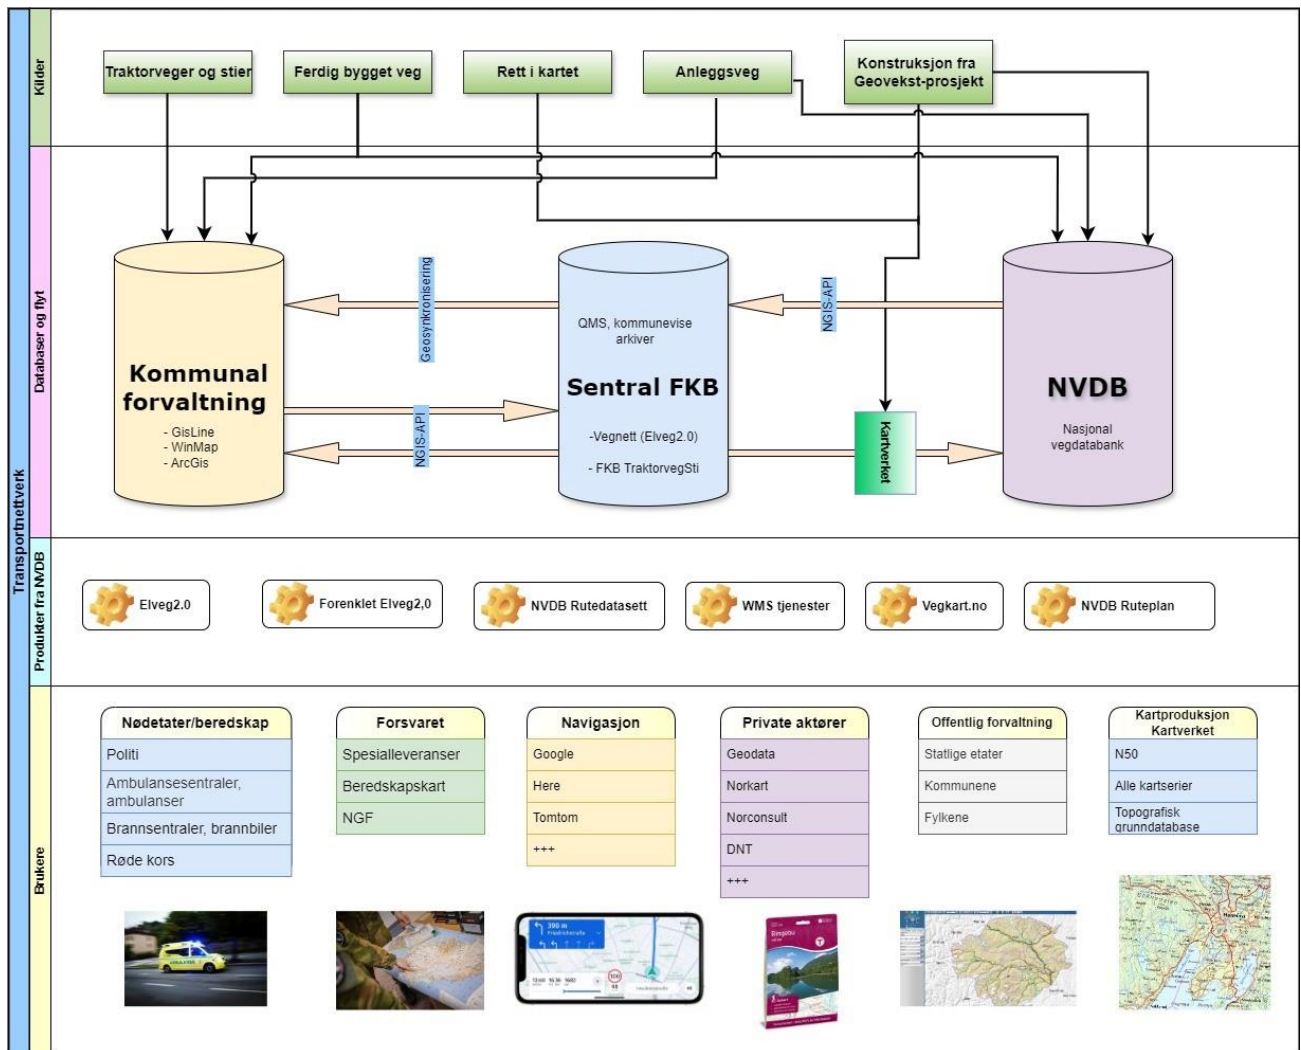 Transportnettverk
Kilder
Traktorveger og stier
Ferdig bygget veg
Rett i kartet
Anleggsveg
Konstruksjon fra
Geovekst-prosjekt
Databaser og flyt
Kommunal
forvaltning
- GisLine
- WinMap
- ArcGis
Geosynkronisering
NGIS-API
QMS, kommunevise
arkiver
Sentral FKB
-Vegnett (Elveg2.0)
- FKB TraktorvegSti
NGIS-API
Kartverket
NVDB
Nasjonal
vegdatabank
Produkter fra NVDB
Elveg2.0
Forenklet Elveg2,0
NVDB Rutedatasett
WMS tjenester
Vegkart.no
NVDB Ruteplan
Brukere
Nødetater/beredskap
Politi
Ambulansesentraler,
ambulanser
Brannsentraler, brannbiler
Røde kors
Forsvaret
Spesialleveranser
Beredskapskart
NGF
Navigasjon
Google
Here
Tomtom
+++
Private aktører
Geodata
Norkart
Norconsult
DNT
+++
Offentlig forvaltning
Statlige etater
Kommunene
Fylkene
Kartproduksjon
Kartverket
N50
Alle kartserier
Topografisk
grunndatabase
390 m
100
Ringebu